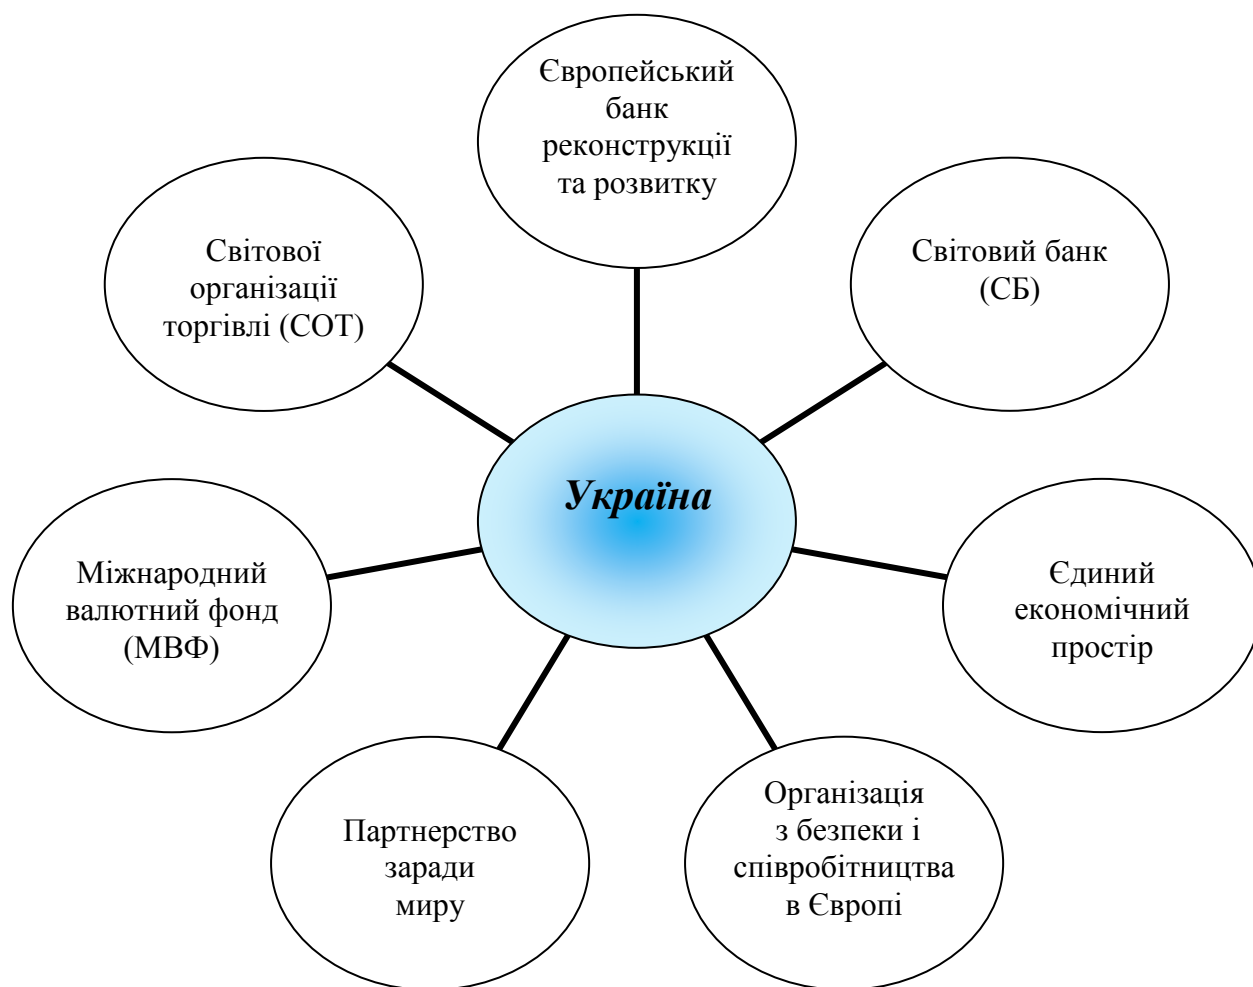 Європейський
банк
реконструкції
та розвитку
Світової
організації
торгівлі (СОТ)
Світовий банк
(СБ)
Україна
Міжнародний
валютний фонд
(МВФ)
Єдиний
економічний
простір
Партнерство
заради
миру
Організація
з безпеки і
співробітництва
в Європі